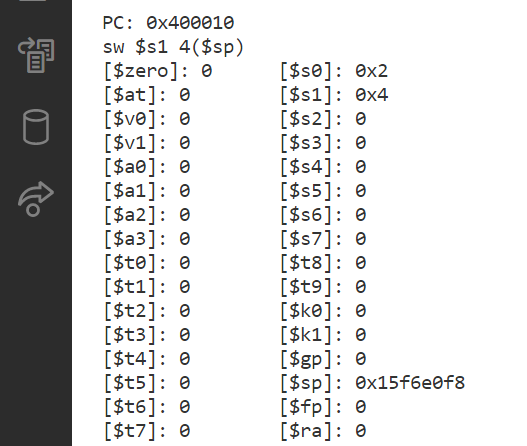 PC: 0x400010
sw $s1 4($sp)
[$zero]: 0 [$s0]: 0x2
[$at]: 0 [$s1]: 0x4
[$v0]: 0 [$s2]: 0
[$v1]: 0 [$s3]: 0
[$a0]: 0 [$s4]: 0
[$a1]: 0 [$s5]: 0
[$a2]: 0 [$s6]: 0
[$a3]: 0 [$s7]: 0
[$t0]: 0 [$t8]: 0
[$t1]: 0 [$t9]: 0
[$t2]: 0 [$k0]: 0
[$t3]: 0 [$k1]: 0
[$t4]: 0 [$gp]: 0
[$t5]: 0 [$sp]: 0x15f6e0f8
[$t6]: 0 [$fp]: 0
[$t7]: 0 [$ra]: 0